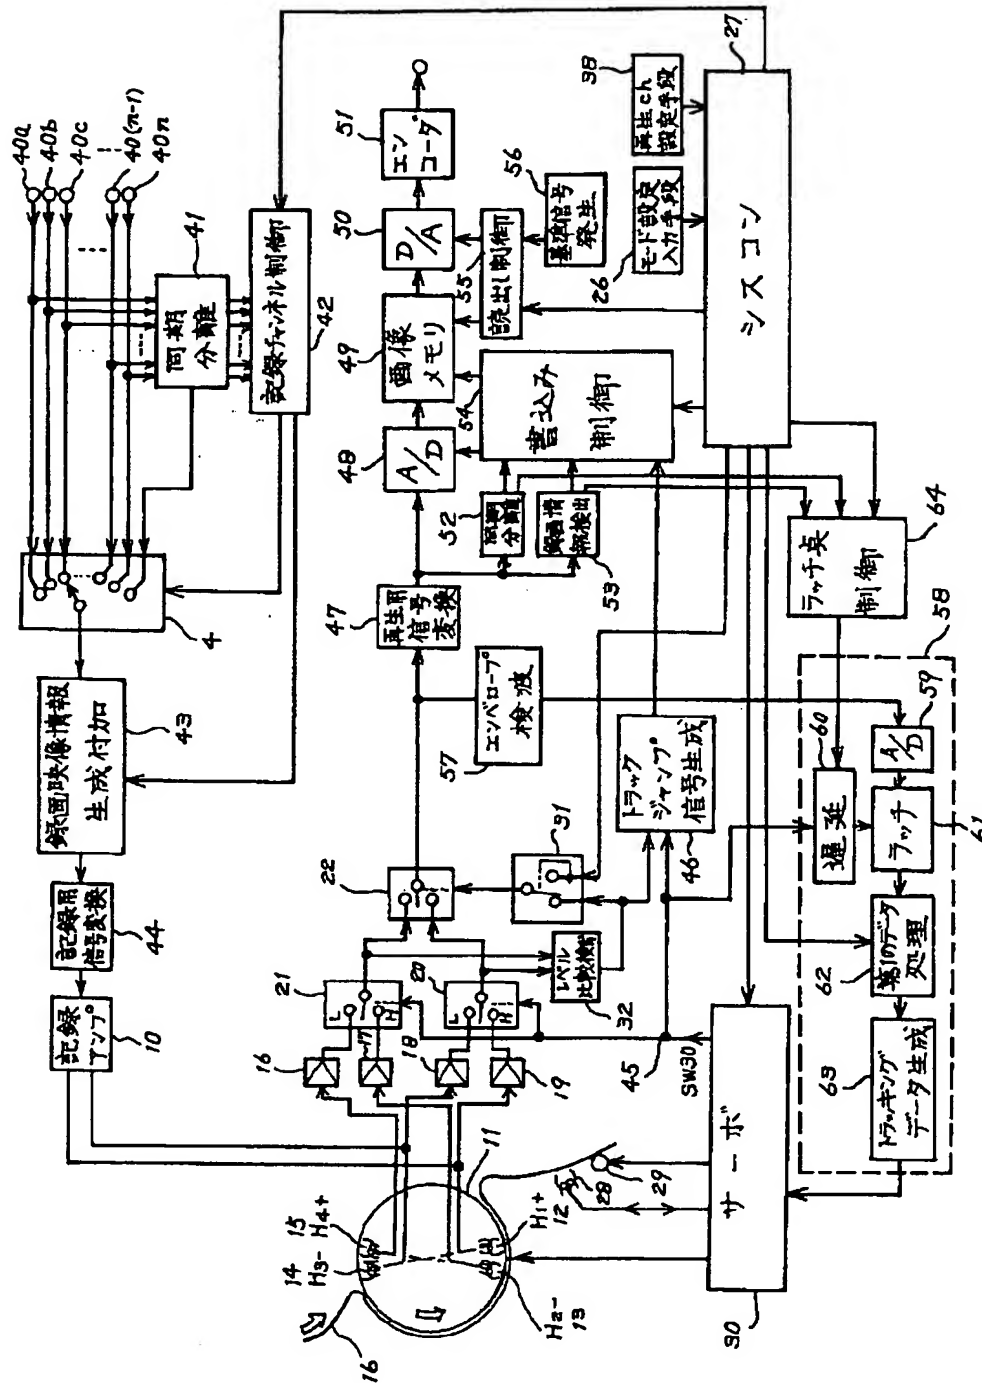 40a
40b
40c
40(n-1)
40n
41
同期
分離
記録チャンネル制御
42
4
録画映像情報
生成付加
43
記録用
信号変換
44
記録
アンプ
10
エン
コーダ
51
D/A
50
画像
メモリ
49
A/D
48
読出し制御
55
基準信号
発生
56
書込み
制御
54
同期
分離
52
録画情
報検出
53
再生用
信号
変換
47
エンベロープ
検波
57
トラック
ジャンプ
信号生成
46
22
31
レベル
比較検出
32
21
L
H
20
L
H
16
17
18
19
45
SW30
再生ch
設定手段
38
モード設定
入力手段
26
シスコン
27
ラッチ点
制御
64
58
A/D
59
遅延
60
ラッチ
61
第1のデータ
処理
62
トラッキング
データ生成
63
サーボ
30
11
15
H4+
14
H3-
12
H1+
H2-
13
16
28
29